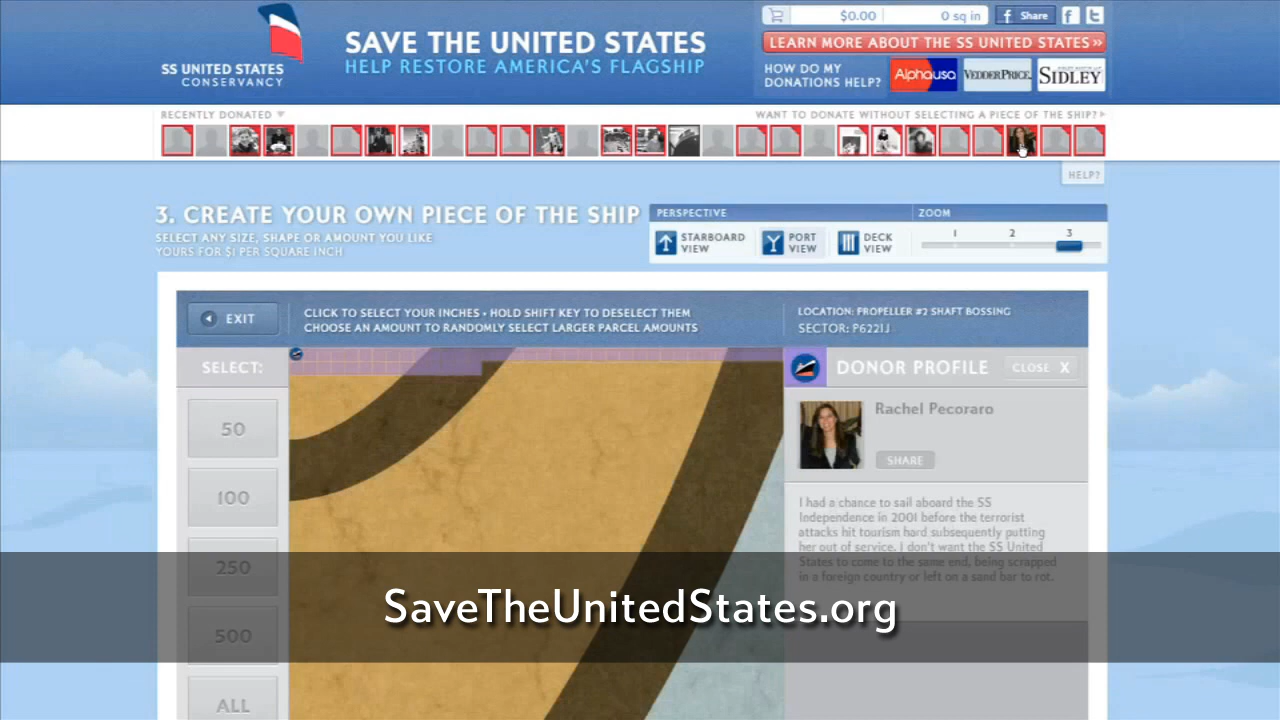 SS UNITED STATES
CONSERVANCY
SAVE THE UNITED STATES
HELP RESTORE AMERICA'S FLAGSHIP
$0.00
0 sq in
f Share
f
t
LEARN MORE ABOUT THE SS UNITED STATES »
HOW DO MY
DONATIONS HELP?
Alphausa
VEDDERPRICE.
SIDLEY
RECENTLY DONATED
WANT TO DONATE WITHOUT SELECTING A PIECE OF THE SHIP?
HELP?
3. CREATE YOUR OWN PIECE OF THE SHIP
SELECT ANY SIZE, SHAPE OR AMOUNT YOU LIKE
YOURS FOR $1 PER SQUARE INCH
PERSPECTIVE
ZOOM
STARBOARD
VIEW
PORT
VIEW
DECK
VIEW
1 2 3
EXIT
CLICK TO SELECT YOUR INCHES • HOLD SHIFT KEY TO DESELECT THEM
CHOOSE AN AMOUNT TO RANDOMLY SELECT LARGER PARCEL AMOUNTS
LOCATION: PROPELLER #2 SHAFT BOSSING
SECTOR: P6221J
SELECT:
50
100
250
500
ALL
DONOR PROFILE
CLOSE X
Rachel Pecoraro
SHARE
I had a chance to sail aboard the SS
Independence in 2001 before the terrorist
attacks hit tourism hard subsequently putting
her out of service. I don't want the SS United
States to come to the same end, being scrapped
in a foreign country or left on a sand bar to rot.
SaveTheUnitedStates.org